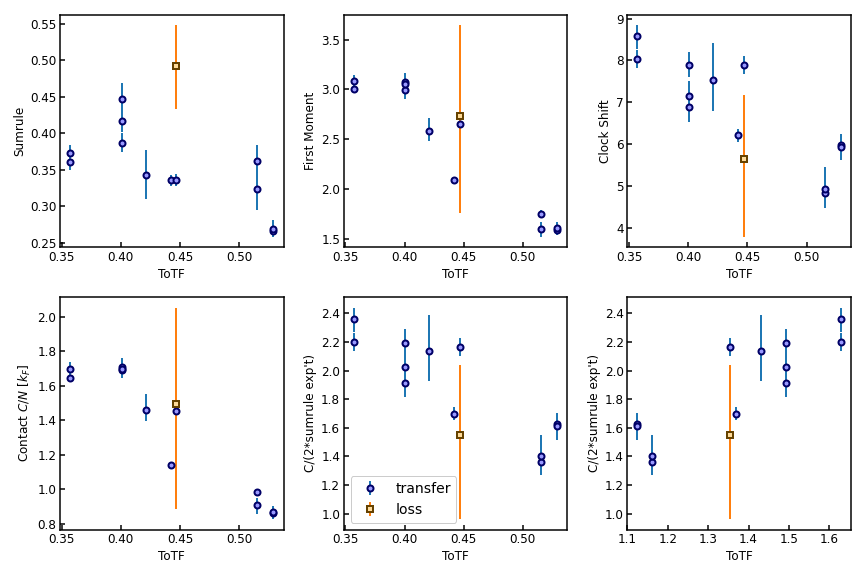 0.55
0.50
0.45
0.40
0.35
0.30
0.25
Sumrule
0.35 0.40 0.45 0.50
ToTF
3.5
3.0
2.5
2.0
1.5
First Moment
0.35 0.40 0.45 0.50
ToTF
9
8
7
6
5
4
Clock Shift
0.35 0.40 0.45 0.50
ToTF
2.0
1.8
1.6
1.4
1.2
1.0
0.8
Contact C/N [k_F]
0.35 0.40 0.45 0.50
ToTF
2.4
2.2
2.0
1.8
1.6
1.4
1.2
1.0
C/(2*sumrule exp't)
transfer
loss
0.35 0.40 0.45 0.50
ToTF
2.4
2.2
2.0
1.8
1.6
1.4
1.2
1.0
C/(2*sumrule exp't)
1.1 1.2 1.3 1.4 1.5 1.6
ToTF